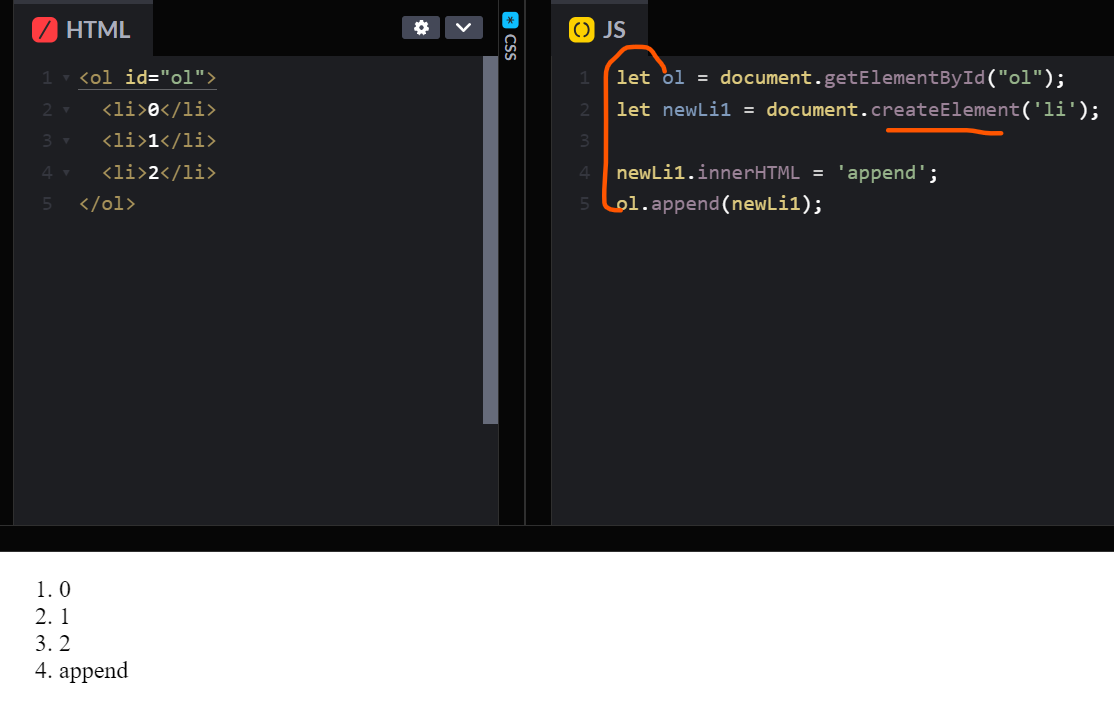 HTML
1 <ol id="ol">
2 <li>0</li>
3 <li>1</li>
4 <li>2</li>
5 </ol>
* CSS
() JS
1 let ol = document.getElementById("ol");
2 let newLi1 = document.createElement('li');
3
4 newLi1.innerHTML = 'append';
5 ol.append(newLi1);
1. 0
2. 1
3. 2
4. append